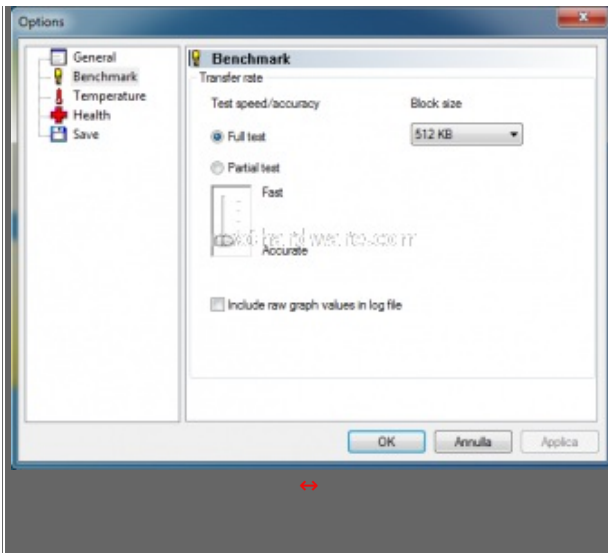 Options
General
Benchmark
Temperature
Health
Save
Benchmark
Transfer rate
Test speed/accuracy
Block size
Full test
512 KB
Partial test
Fast
Accurate
Include raw graph values in log file
OK
Annulla
Applica